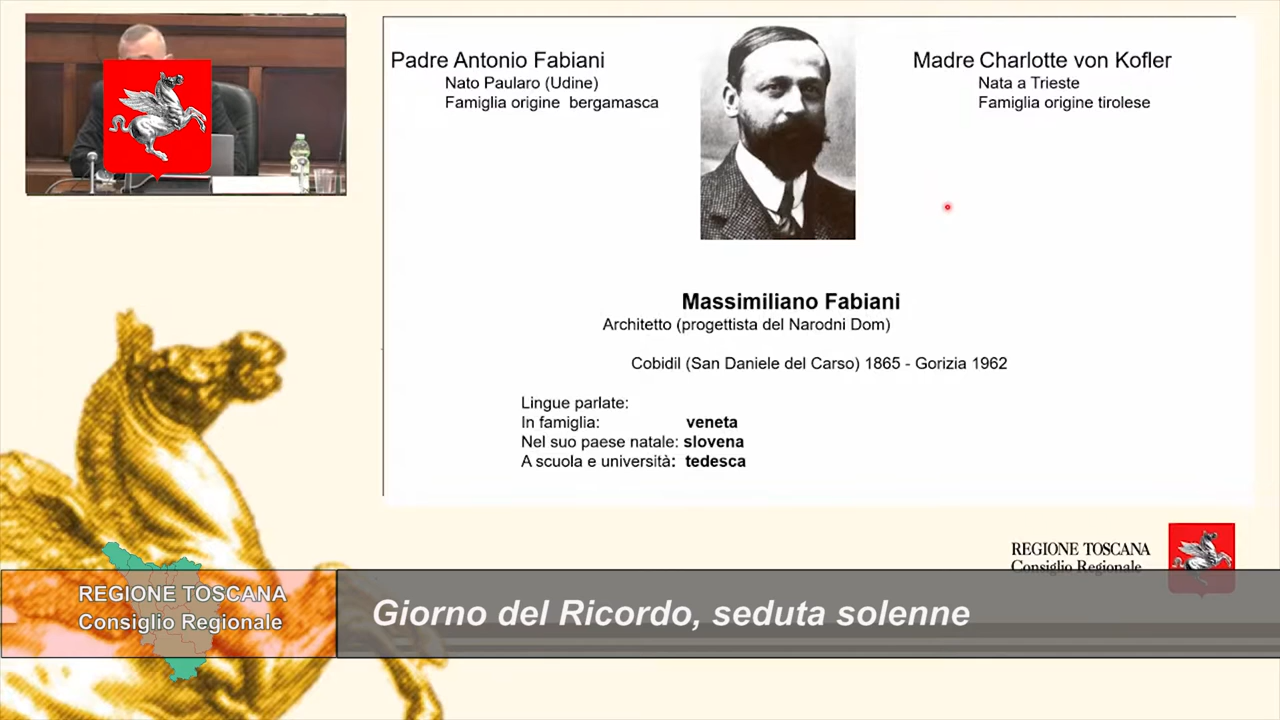 Padre Antonio Fabiani
Nato Paularo (Udine)
Famiglia origine bergamasca
Madre Charlotte von Kofler
Nata a Trieste
Famiglia origine tirolese
Massimiliano Fabiani
Architetto (progettista del Narodni Dom)
Cobidil (San Daniele del Carso) 1865 - Gorizia 1962
Lingue parlate:
In famiglia: veneta
Nel suo paese natale: slovena
A scuola e università: tedesca
REGIONE TOSCANA
Consiglio Regionale
REGIONE TOSCANA
Consiglio Regionale
Giorno del Ricordo, seduta solenne